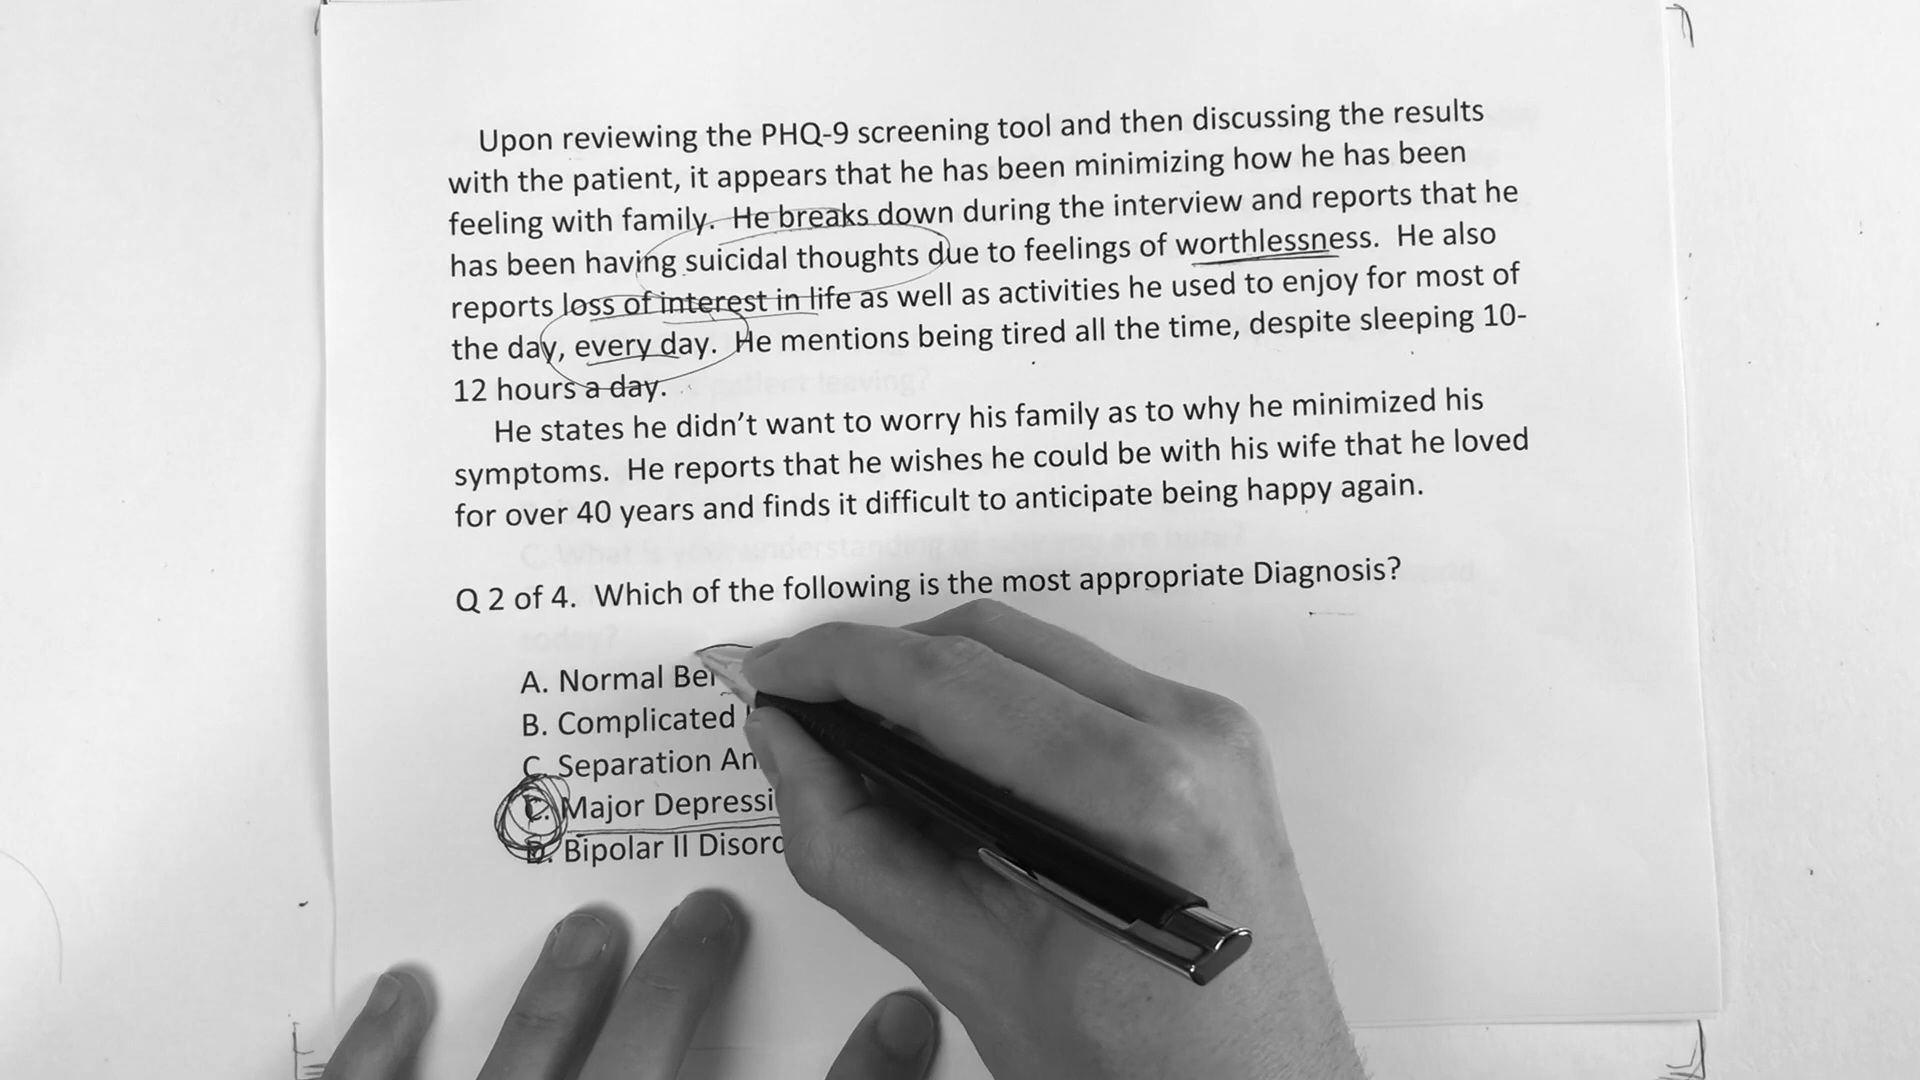 Upon reviewing the PHQ-9 screening tool and then discussing the results
with the patient, it appears that he has been minimizing how he has been
feeling with family. He breaks down during the interview and reports that he
has been having suicidal thoughts due to feelings of worthlessness. He also
reports loss of interest in life as well as activities he used to enjoy for most of
the day, every day. He mentions being tired all the time, despite sleeping 10-
12 hours a day.
He states he didn't want to worry his family as to why he minimized his
symptoms. He reports that he wishes he could be with his wife that he loved
for over 40 years and finds it difficult to anticipate being happy again.
Q 2 of 4. Which of the following is the most appropriate Diagnosis?
A. Normal
B. Complicated
C. Separation
Major
D. Bipolar II